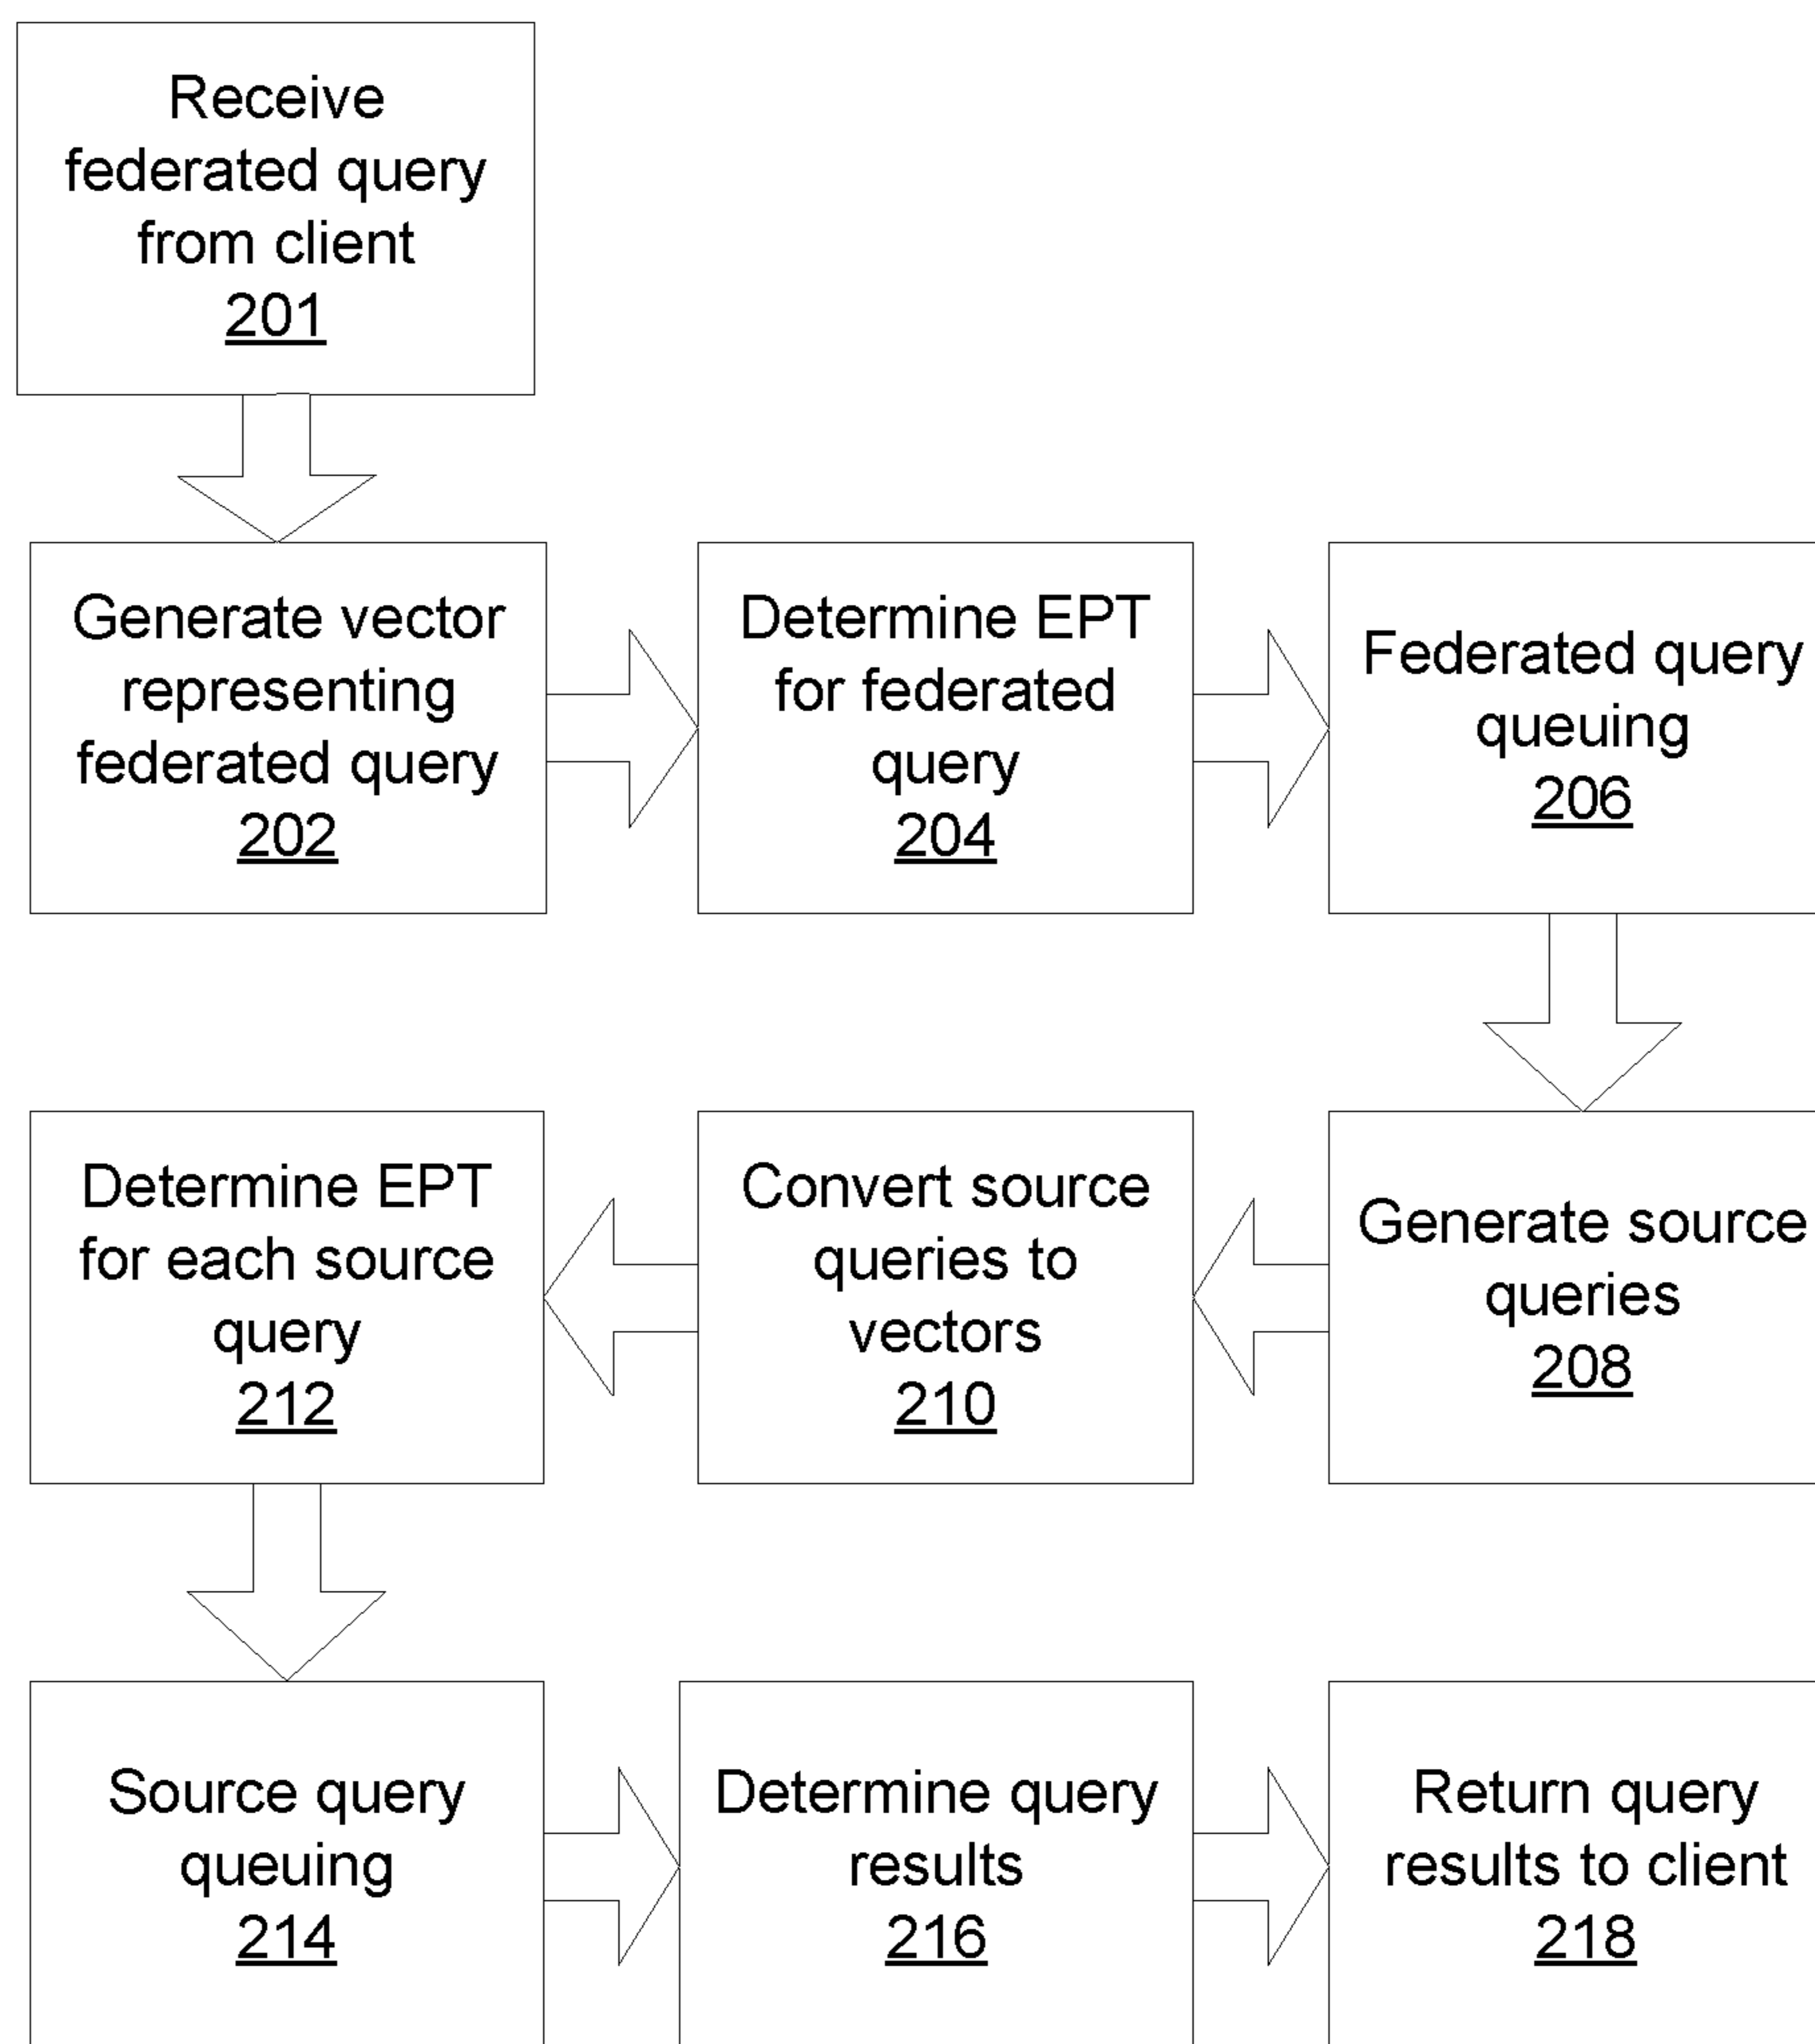 Receive
federated query
from client
201
Generate vector
representing
federated query
202
Determine EPT
for federated
query
204
Federated query
queuing
206
Generate source
queries
208
Convert source
queries to
vectors
210
Determine EPT
for each source
query
212
Source query
queuing
214
Determine query
results
216
Return query
results to client
218